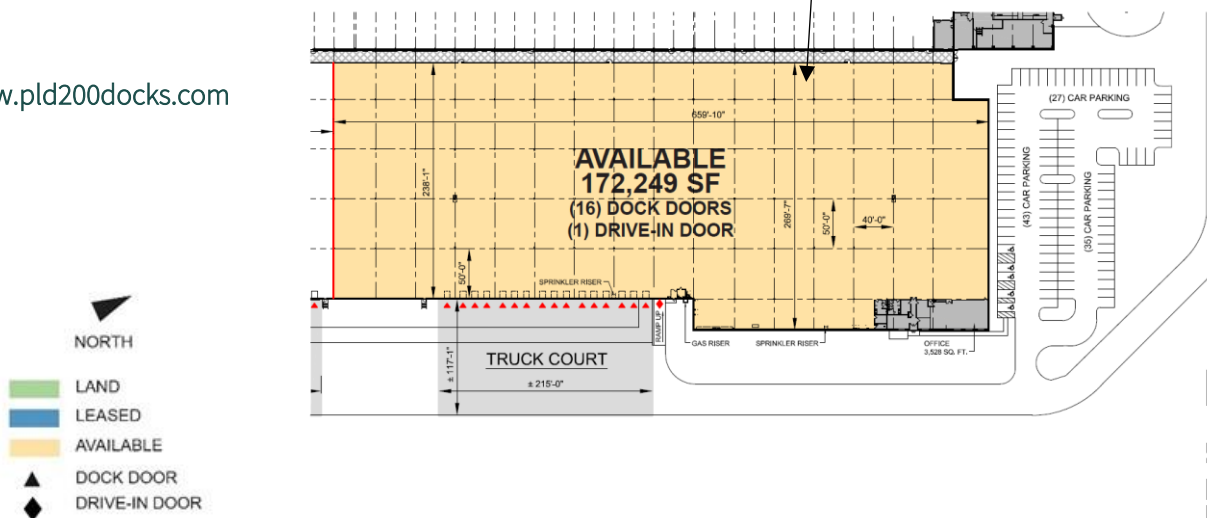 w.pld200docks.com
(27) CAR PARKING
659'-10"
AVAILABLE
172,249 SF
(16) DOCK DOORS
(1) DRIVE-IN DOOR
238'-1"
269'-7"
50'-0"
40'-0"
(43) CAR PARKING
(35) CAR PARKING
50'-0"
SPRINKLER RISER
RAMP UP
GAS RISER
SPRINKLER RISER
OFFICE
3,528 SQ. FT.
TRUCK COURT
± 117'-1"
± 215'-0"
NORTH
LAND
LEASED
AVAILABLE
DOCK DOOR
DRIVE-IN DOOR